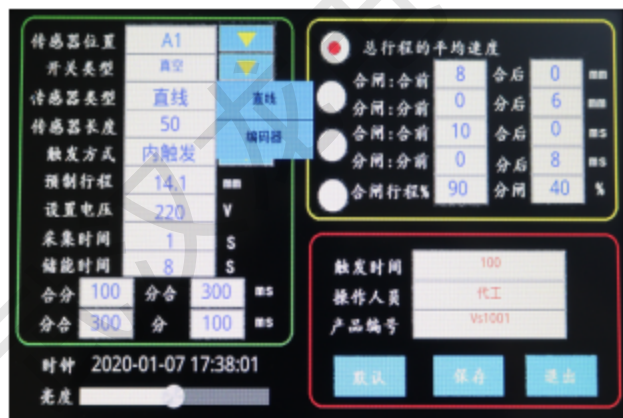 传感器位置 A1
开关类型 真空
传感器类型 直线
直线
传感器长度 50
编码器
触发方式 内触发
预制行程 14.1 mm
设置电压 220 V
采集时间 1 S
储能时间 8 S
合分 100 分合 300 ms
分合 300 分 100 ms
时钟 2020-01-07 17:38:01
亮度
总行程的平均速度
合闸:合前 8 合后 0 mm
分闸:分前 0 分后 6 mm
合闸:合前 10 合后 0 ms
分闸:分前 0 分后 8 ms
合闸行程% 90 分闸 40 %
触发时间 100
操作人员 代工
产品编号 Vs1001
默认 保存 退出